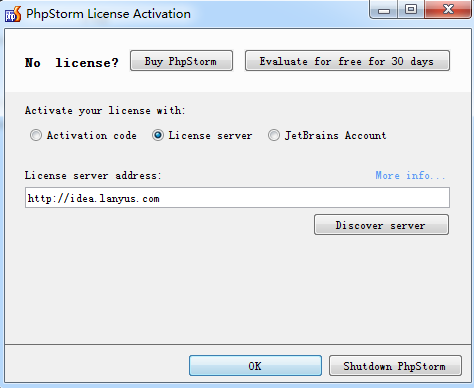 PhpStorm License Activation
No license? Buy PhpStorm Evaluate for free for 30 days
Activate your license with:
Activation code License server JetBrains Account
License server address: More info...
http://idea.lanyus.com
Discover server
OK Shutdown PhpStorm